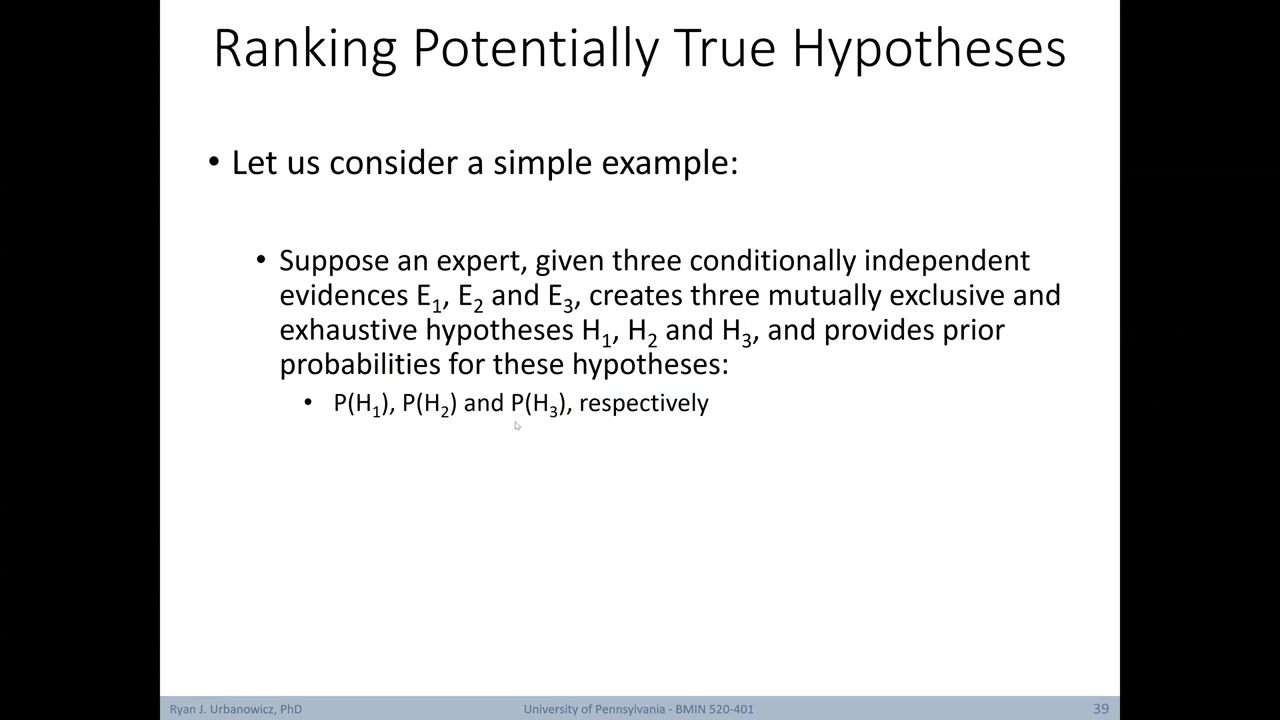 Ranking Potentially True Hypotheses
• Let us consider a simple example:
• Suppose an expert, given three conditionally independent
evidences E₁, E₂ and E₃, creates three mutually exclusive and
exhaustive hypotheses H₁, H₂ and H₃, and provides prior
probabilities for these hypotheses:
• P(H₁), P(H₂) and P(H₃), respectively
Ryan J. Urbanowicz, PhD
University of Pennsylvania - BMIN 520-401
39